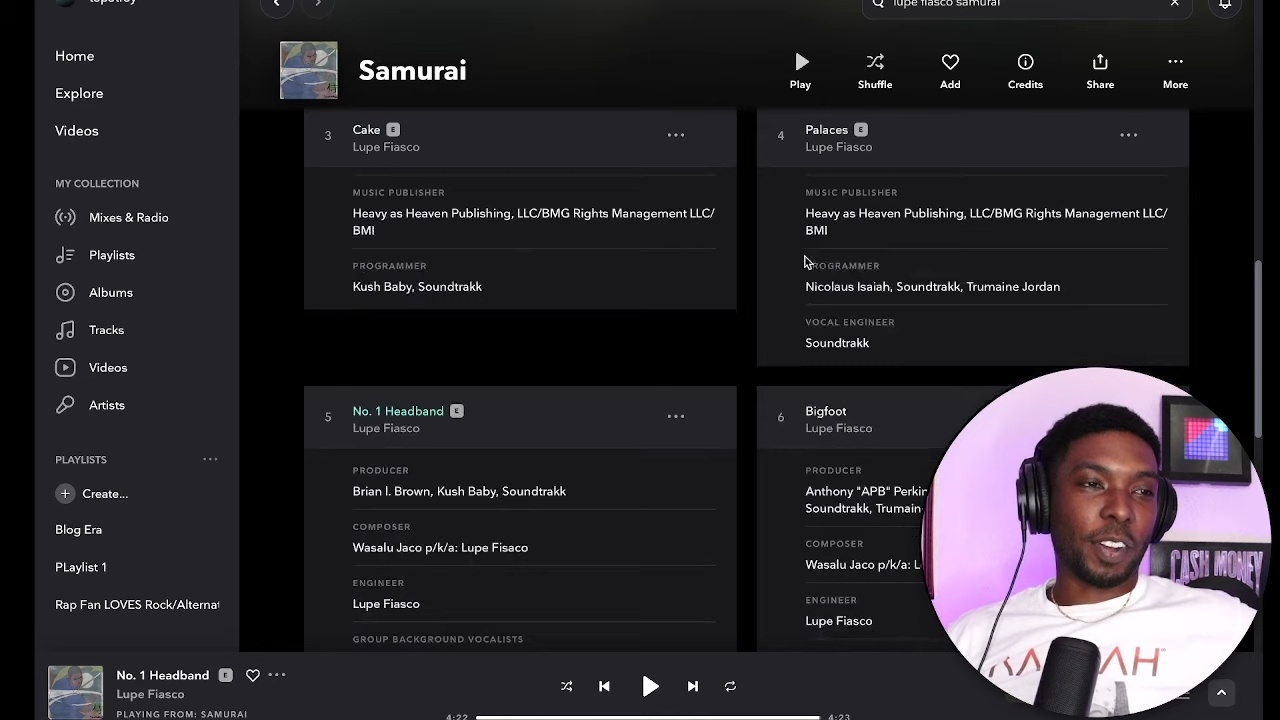 lupe fiasco samurai
Home
Explore
Videos
MY COLLECTION
Mixes & Radio
Playlists
Albums
Tracks
Videos
Artists
PLAYLISTS
Create...
Blog Era
Playlist 1
Rap Fan LOVES Rock/Alternat
Samurai
Play
Shuffle
Add
Credits
Share
More
3 Cake E
Lupe Fiasco
MUSIC PUBLISHER
Heavy as Heaven Publishing, LLC/BMG Rights Management LLC/
BMI
PROGRAMMER
Kush Baby, Soundtrakk
4 Palaces E
Lupe Fiasco
MUSIC PUBLISHER
Heavy as Heaven Publishing, LLC/BMG Rights Management LLC/
BMI
PROGRAMMER
Nicolaus Isaiah, Soundtrakk, Trumaine Jordan
VOCAL ENGINEER
Soundtrakk
5 No. 1 Headband E
Lupe Fiasco
PRODUCER
Brian I. Brown, Kush Baby, Soundtrakk
COMPOSER
Wasalu Jaco p/k/a: Lupe Fisaco
ENGINEER
Lupe Fiasco
GROUP BACKGROUND VOCALISTS
6 Bigfoot
Lupe Fiasco
PRODUCER
Anthony "APB" Perkin
Soundtrakk, Trumain
COMPOSER
Wasalu Jaco p/k/a: L
ENGINEER
Lupe Fiasco
CASH MONEY
No. 1 Headband E
Lupe Fiasco
PLAYING FROM: SAMURAI
4:22
4:23